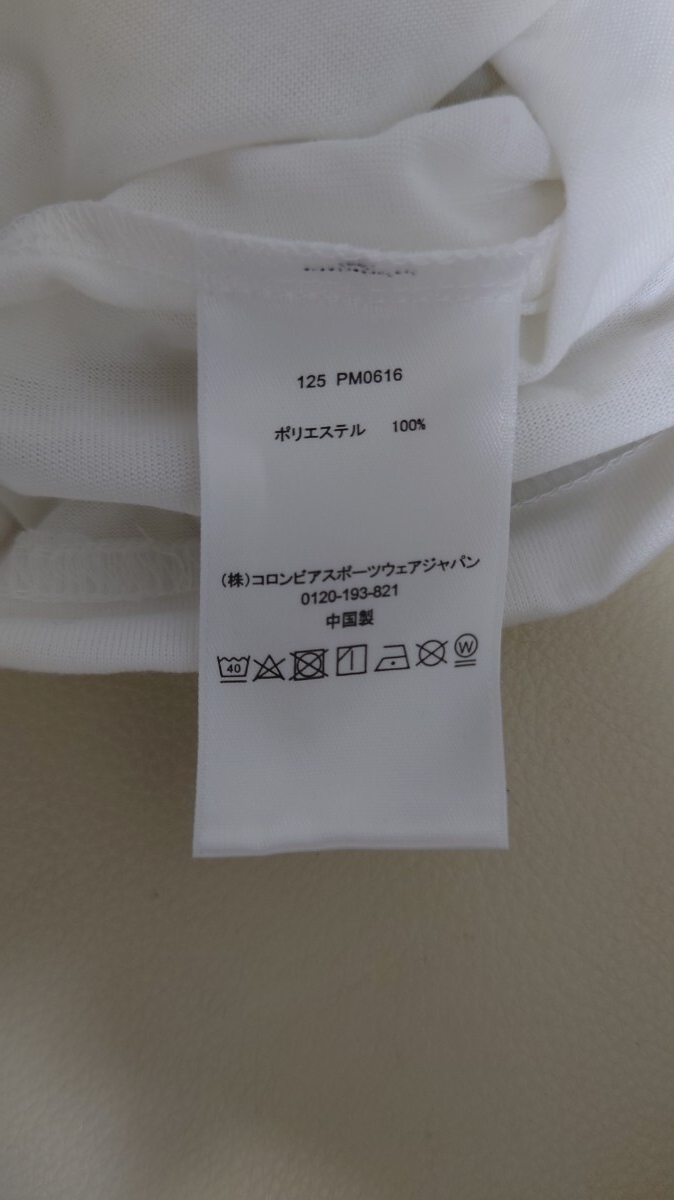 125 PM0616
ポリエステル 100%
(株)コロンビアスポーツウェアジャパン
0120-193-821
中国製
40 W